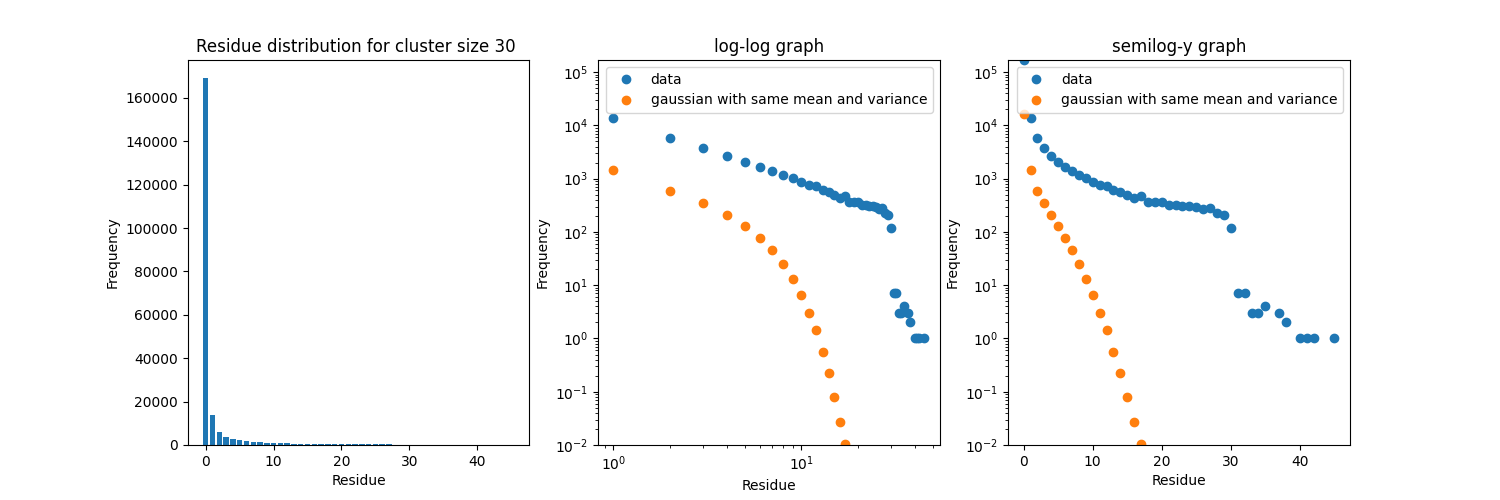 Residue distribution for cluster size 30
Frequency
160000
140000
120000
100000
80000
60000
40000
20000
0
0 10 20 30 40
Residue
log-log graph
data
gaussian with same mean and variance
Frequency
10^5
10^4
10^3
10^2
10^1
10^0
10^-1
10^-2
10^0 10^1
Residue
semilog-y graph
data
gaussian with same mean and variance
Frequency
10^5
10^4
10^3
10^2
10^1
10^0
10^-1
10^-2
0 10 20 30 40
Residue